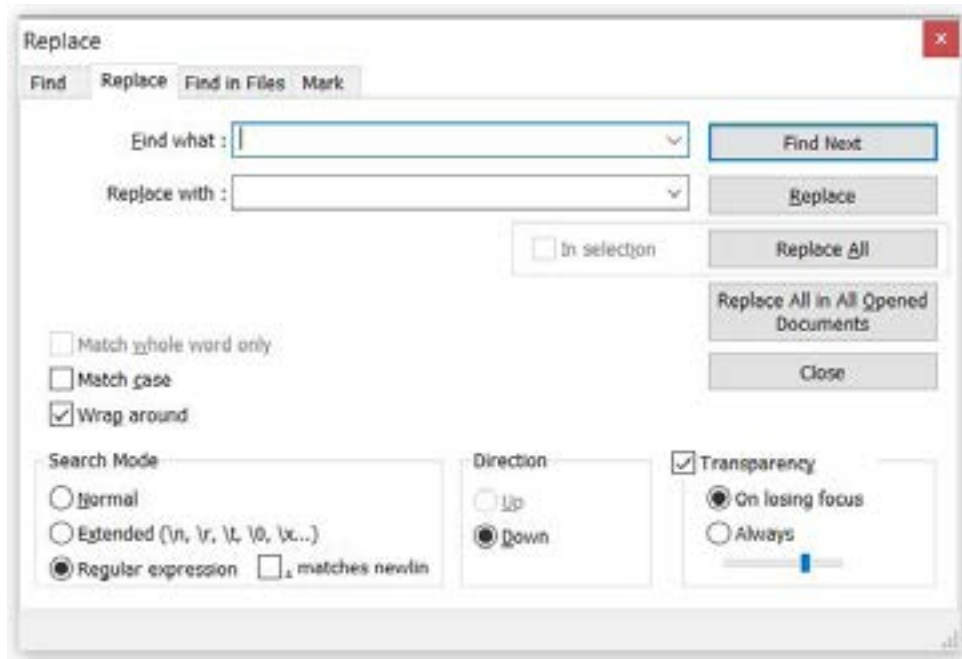 Replace
Find Replace Find in Files Mark
Find what :
Find Next
Replace with :
Replace
In selection
Replace All
Replace All in All Opened
Documents
Match whole word only
Match case
Close
Wrap around
Search Mode
Normal
Extended (\n, \r, \t, \0, \x...)
Regular expression
. matches newlin
Direction
Up
Down
Transparency
On losing focus
Always